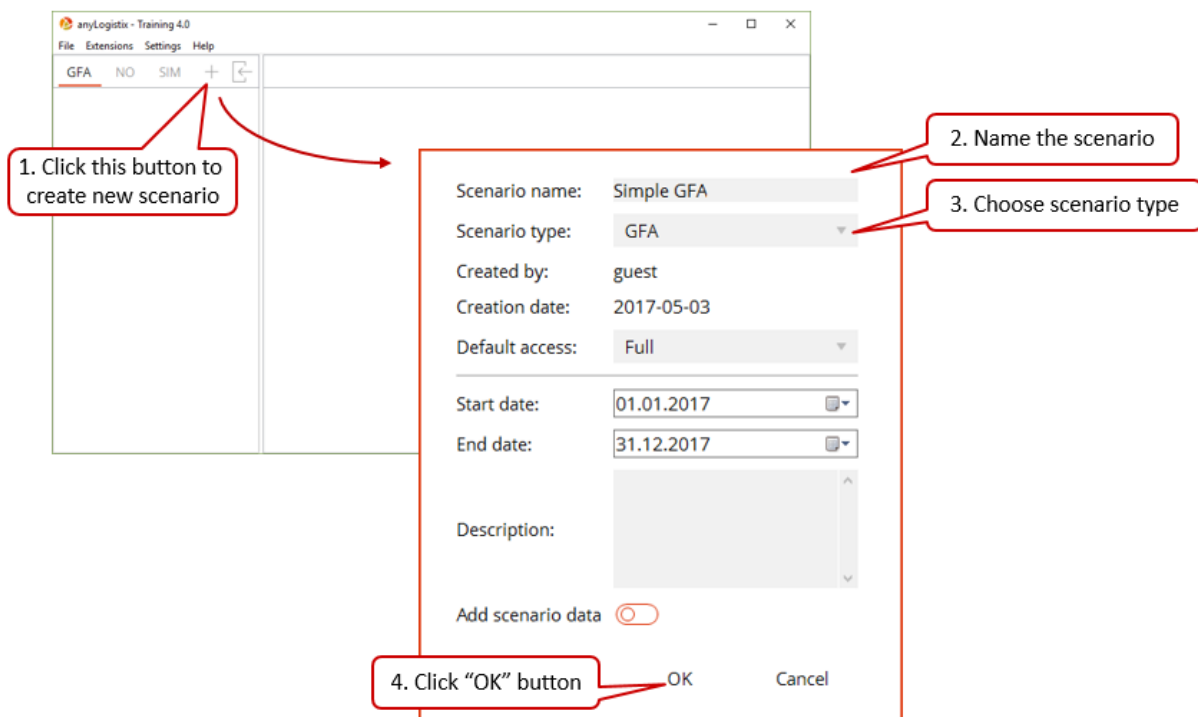 anyLogistix - Training 4.0
File Extensions Settings Help
GFA NO SIM
1. Click this button to
create new scenario
2. Name the scenario
3. Choose scenario type
Scenario name: Simple GFA
Scenario type: GFA
Created by: guest
Creation date: 2017-05-03
Default access: Full
Start date: 01.01.2017
End date: 31.12.2017
Description:
Add scenario data
4. Click “OK” button
OK Cancel